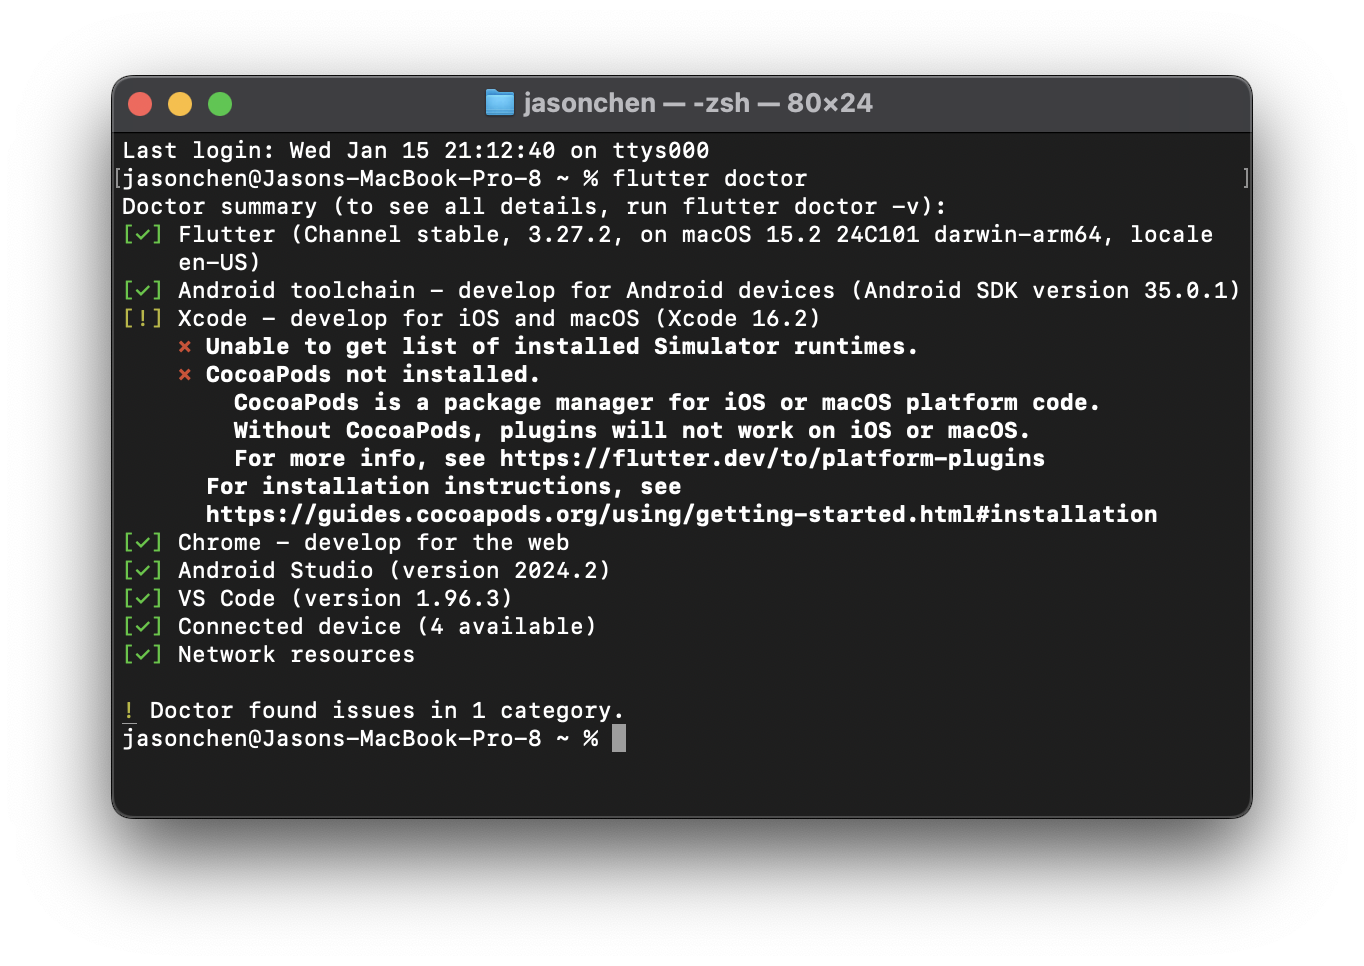 jasonchen — -zsh — 80×24
Last login: Wed Jan 15 21:12:40 on ttys000
[jasonchen@Jasons-MacBook-Pro-8 ~ % flutter doctor ]
Doctor summary (to see all details, run flutter doctor -v):
[✓] Flutter (Channel stable, 3.27.2, on macOS 15.2 24C101 darwin-arm64, locale
en-US)
[✓] Android toolchain - develop for Android devices (Android SDK version 35.0.1)
[!] Xcode - develop for iOS and macOS (Xcode 16.2)
✗ Unable to get list of installed Simulator runtimes.
✗ CocoaPods not installed.
CocoaPods is a package manager for iOS or macOS platform code.
Without CocoaPods, plugins will not work on iOS or macOS.
For more info, see https://flutter.dev/to/platform-plugins
For installation instructions, see
https://guides.cocoapods.org/using/getting-started.html#installation
[✓] Chrome - develop for the web
[✓] Android Studio (version 2024.2)
[✓] VS Code (version 1.96.3)
[✓] Connected device (4 available)
[✓] Network resources
! Doctor found issues in 1 category.
jasonchen@Jasons-MacBook-Pro-8 ~ %